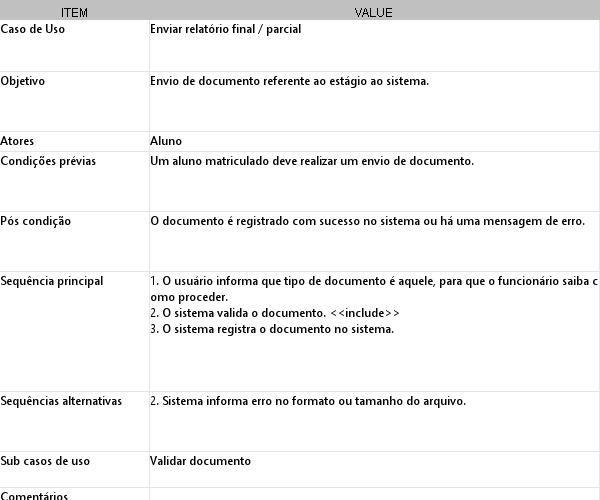 ITEM VALUE
Caso de Uso Enviar relatório final / parcial
Objetivo Envio de documento referente ao estágio ao sistema.
Atores Aluno
Condições prévias Um aluno matriculado deve realizar um envio de documento.
Pós condição O documento é registrado com sucesso no sistema ou há uma mensagem de erro.
Sequência principal 1. O usuário informa que tipo de documento é aquele, para que o funcionário saiba c
omo proceder.
2. O sistema valida o documento. <<include>>
3. O sistema registra o documento no sistema.
Sequências alternativas 2. Sistema informa erro no formato ou tamanho do arquivo.
Sub casos de uso Validar documento
Comentários